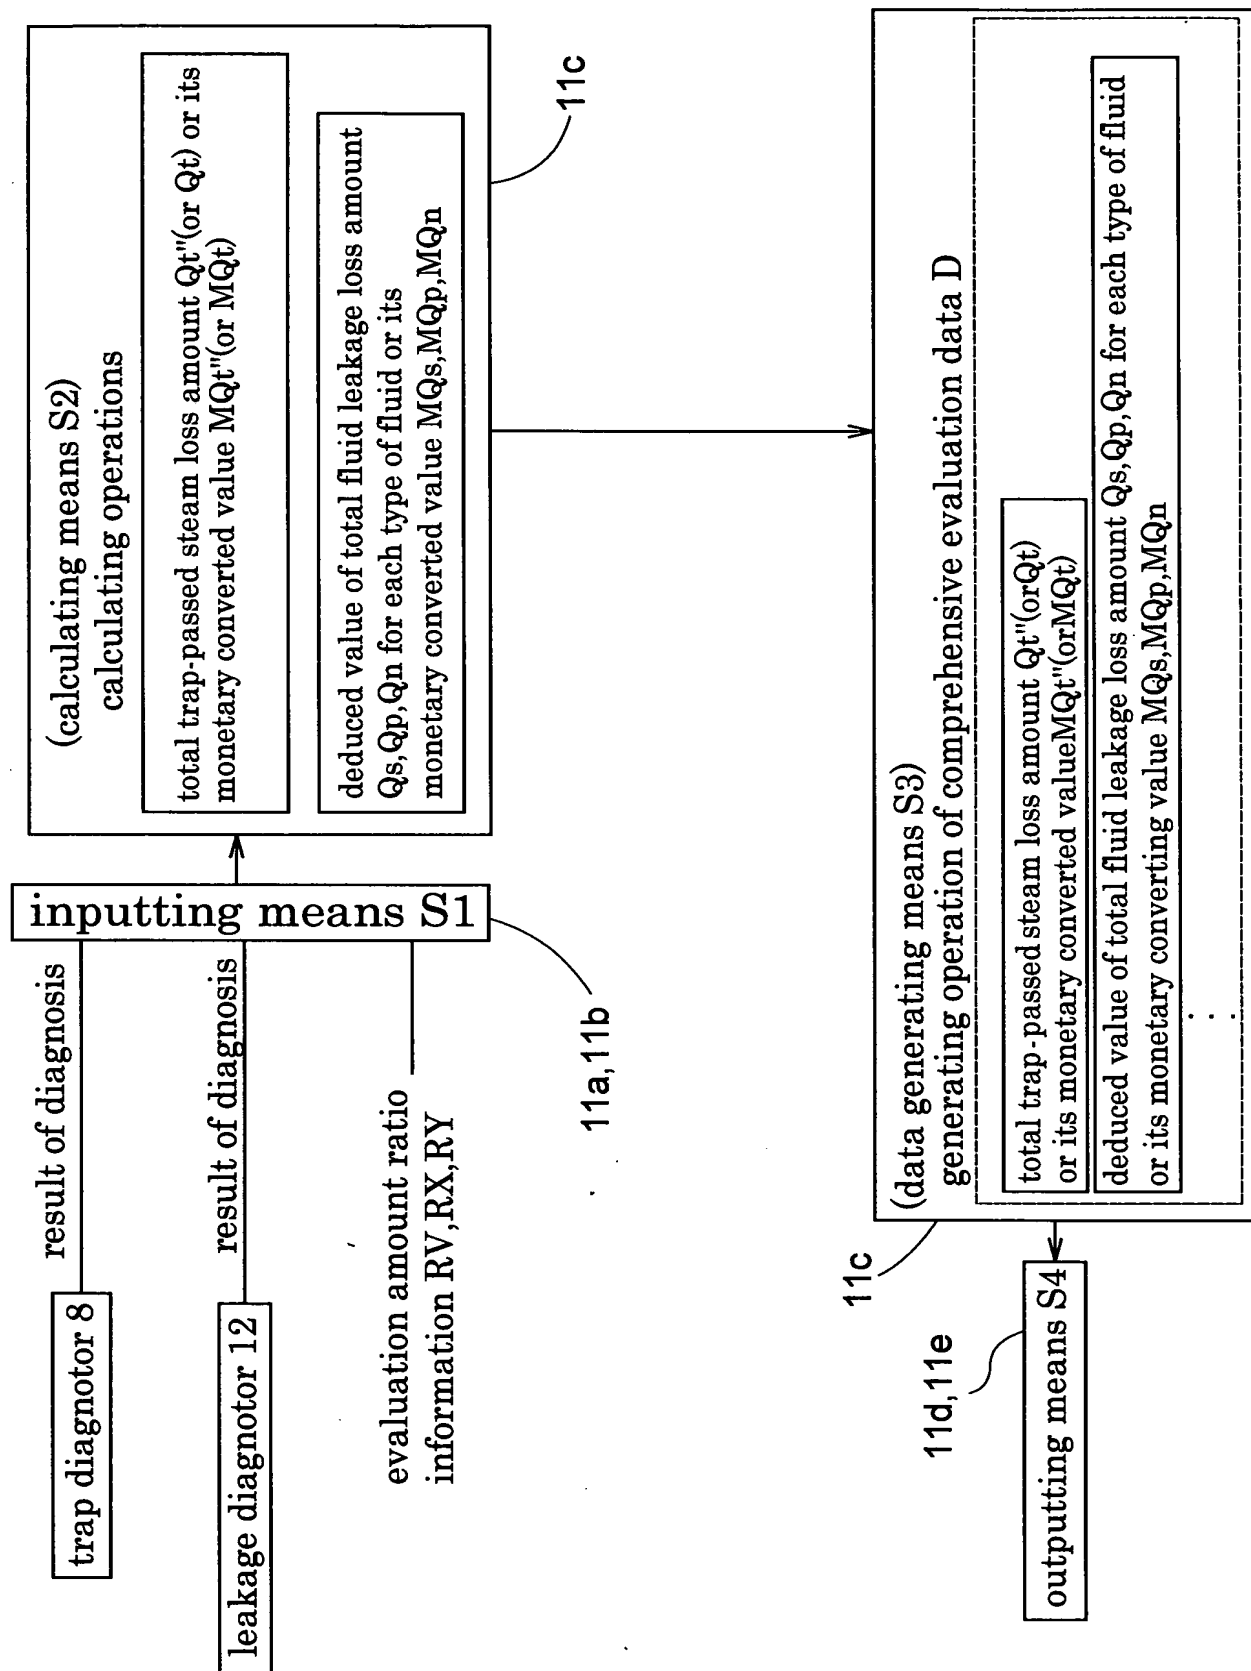 trap diagnotor 8
result of diagnosis
leakage diagnotor 12
result of diagnosis
evaluation amount ratio
information RV,RX,RY
inputting means S1
11a,11b
(calculating means S2)
calculating operations
total trap-passed steam loss amount Qt"(or Qt) or its
monetary converted value MQt"(or MQt)
deduced value of total fluid leakage loss amount
Qs,Qp,Qn for each type of fluid or its
monetary converted value MQs,MQp,MQn
11c
(data generating means S3)
generating operation of comprehensive evaluation data D
total trap-passed steam loss amount Qt"(orQt)
or its monetary converted valueMQt"(orMQt)
deduced value of total fluid leakage loss amount Qs,Qp,Qn for each type of fluid
or its monetary converting value MQs,MQp,MQn
...
11c
outputting means S4
11d,11e